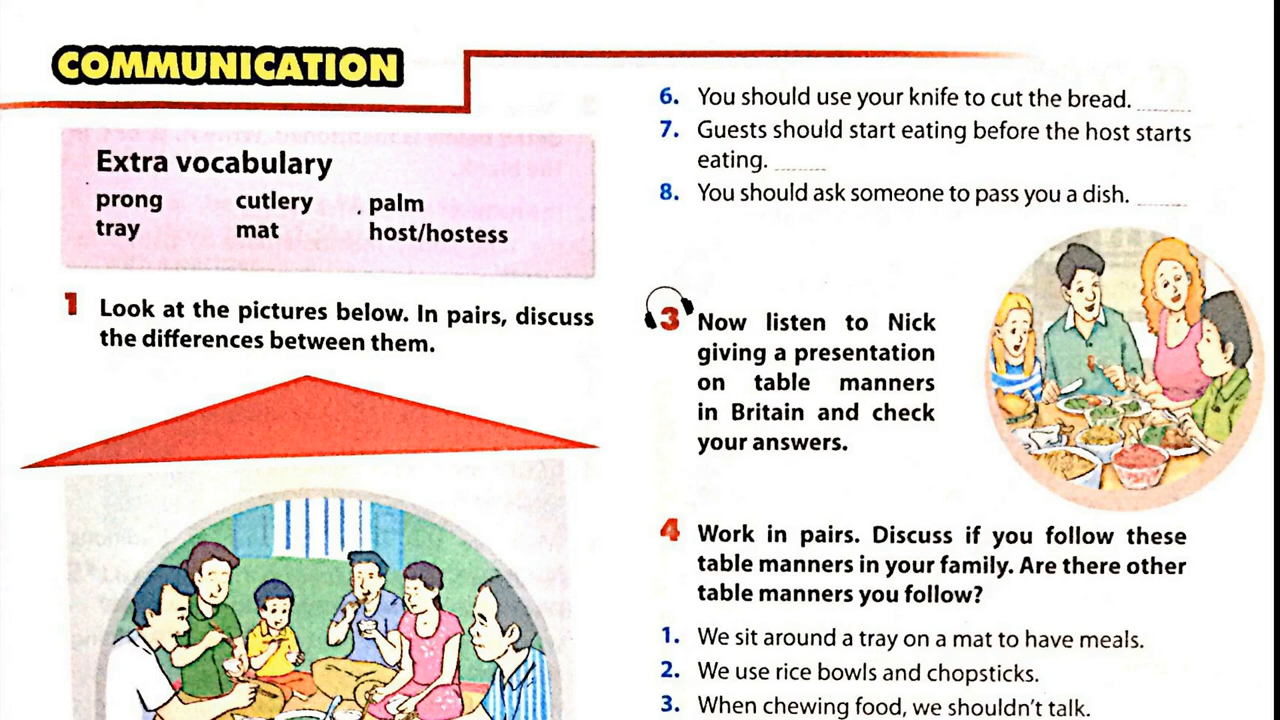 COMMUNICATION
Extra vocabulary
prong cutlery palm
tray mat host/hostess
1 Look at the pictures below. In pairs, discuss
the differences between them.
6. You should use your knife to cut the bread.
7. Guests should start eating before the host starts
eating.
8. You should ask someone to pass you a dish.
3 Now listen to Nick
giving a presentation
on table manners
in Britain and check
your answers.
4 Work in pairs. Discuss if you follow these
table manners in your family. Are there other
table manners you follow?
1. We sit around a tray on a mat to have meals.
2. We use rice bowls and chopsticks.
3. When chewing food, we shouldn't talk.